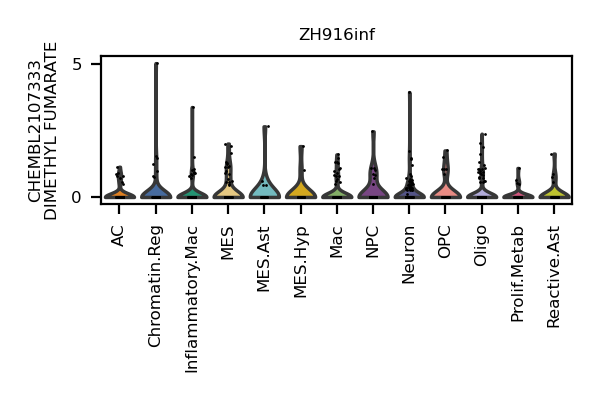 ZH916inf
CHEMBL2107333
DIMETHYL FUMARATE
5
0
AC
Chromatin.Reg
Inflammatory.Mac
MES
MES.Ast
MES.Hyp
Mac
NPC
Neuron
OPC
Oligo
Prolif.Metab
Reactive.Ast